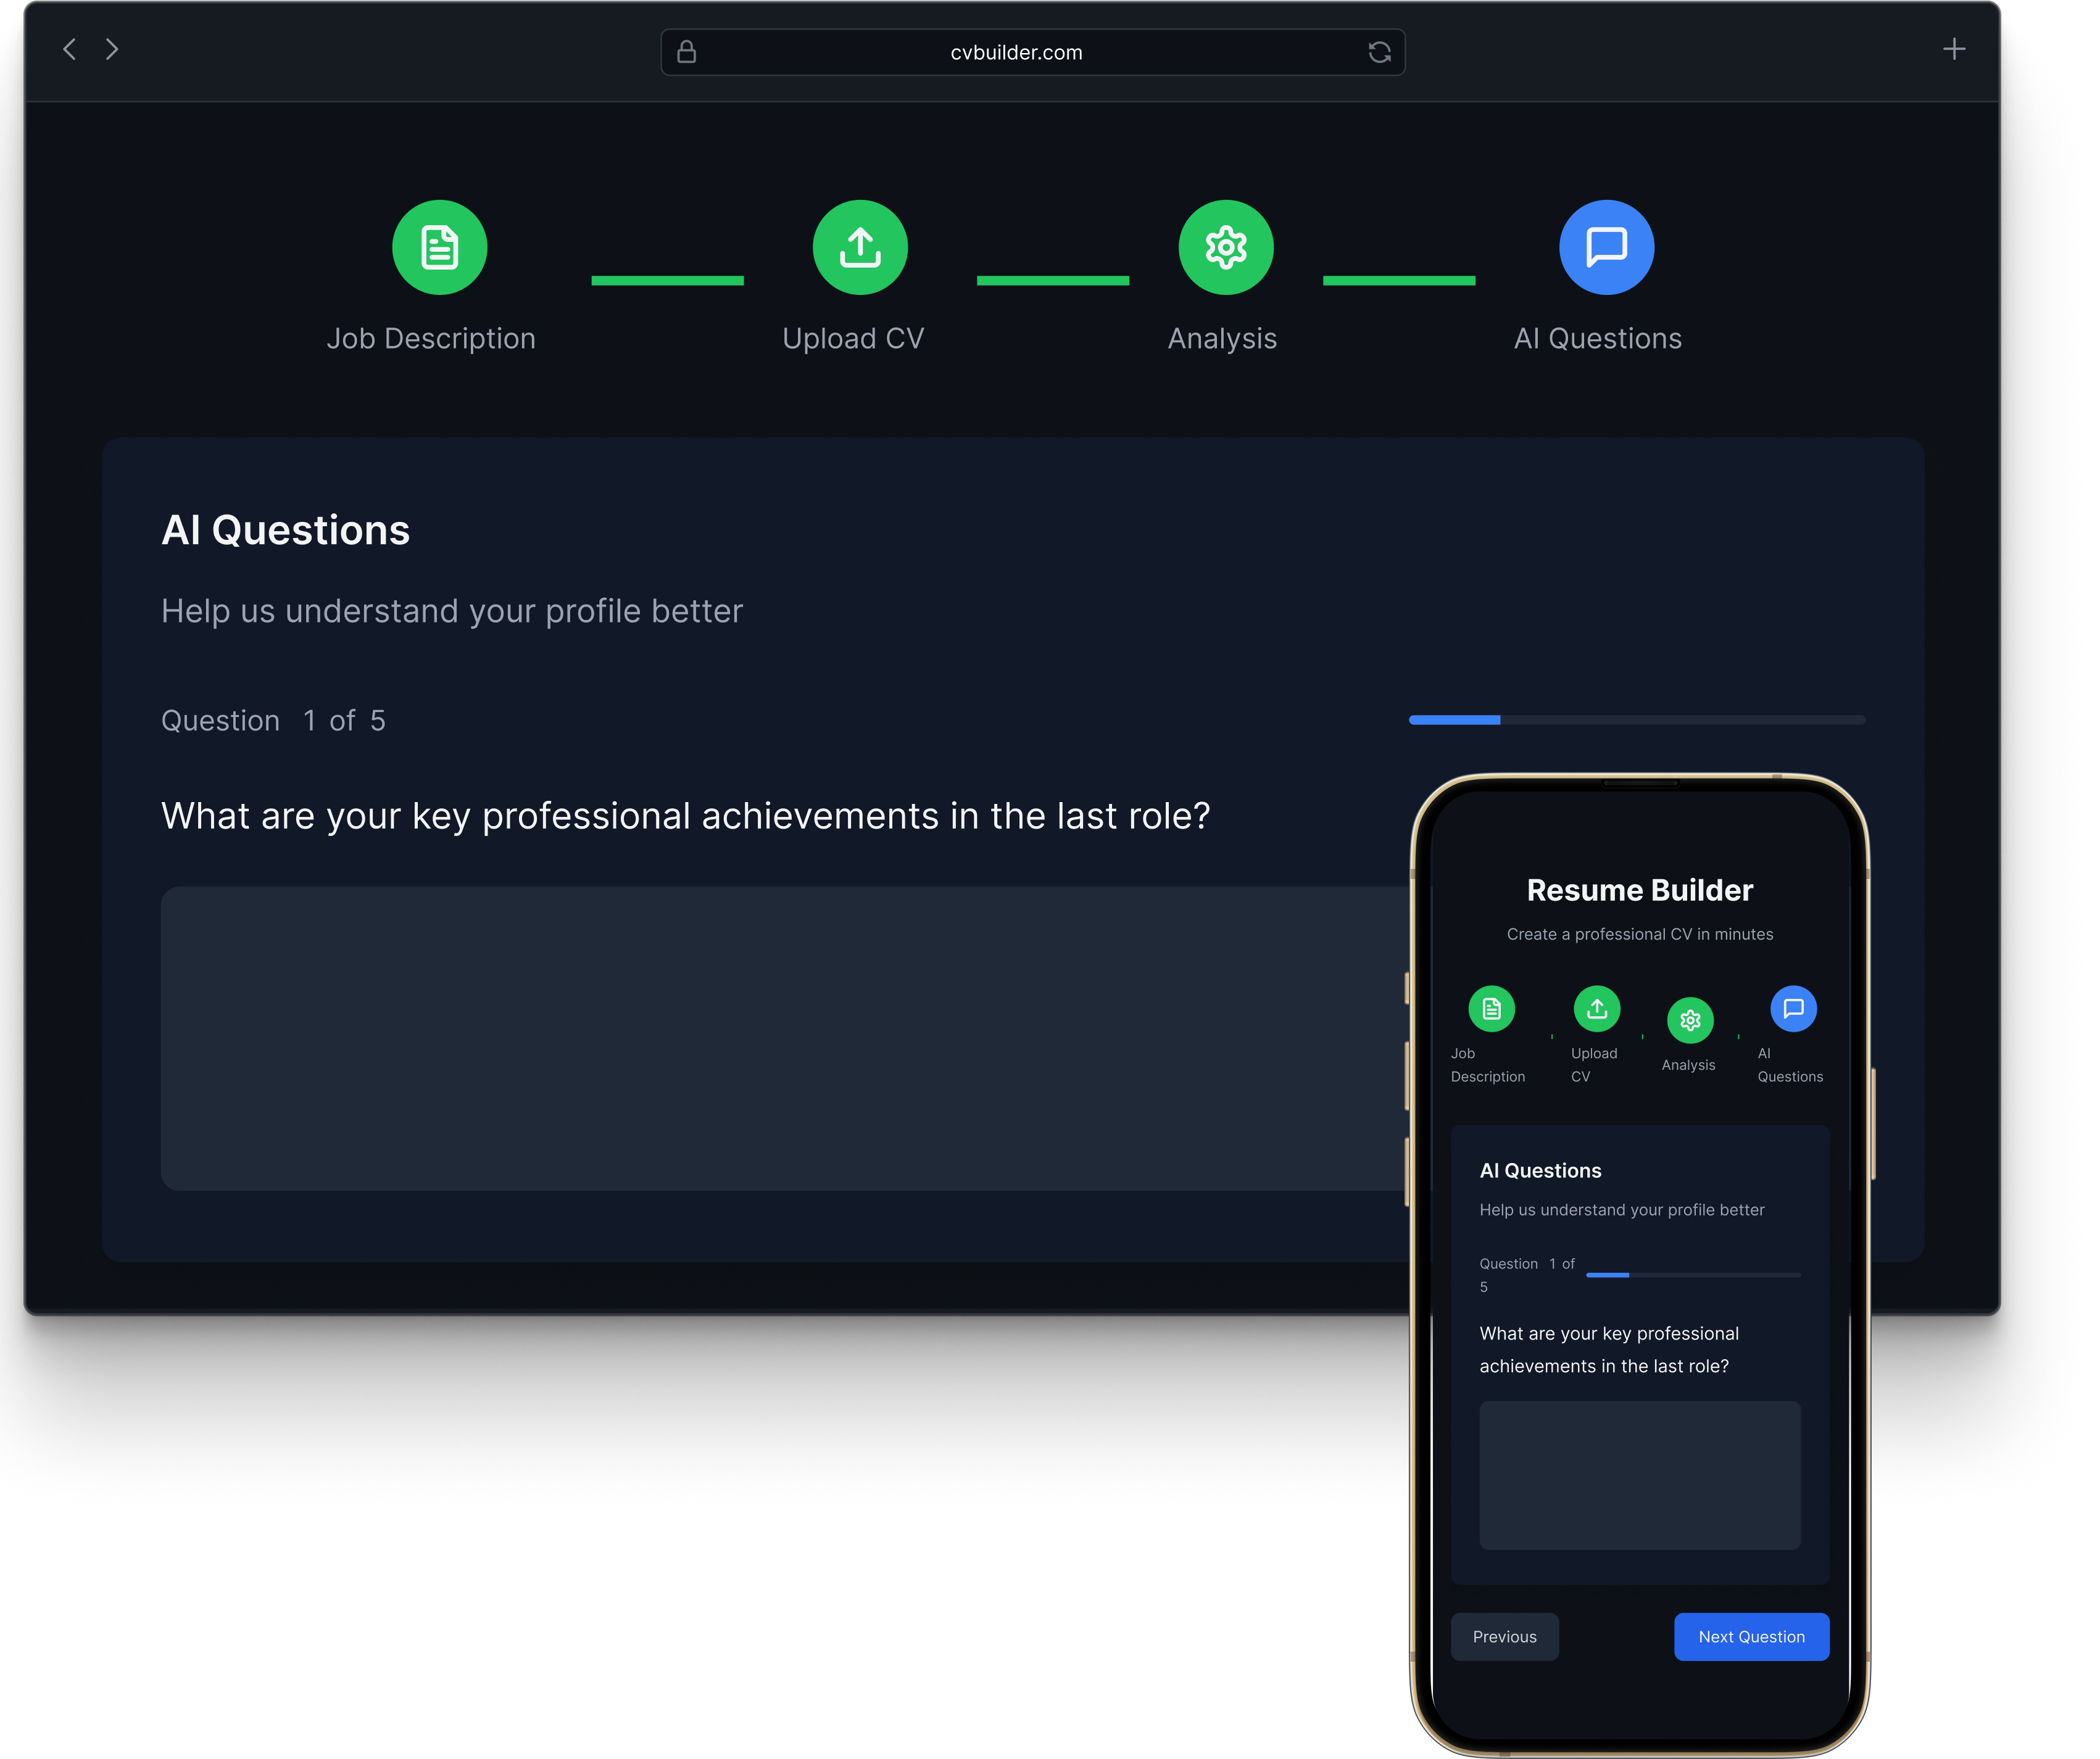 cvbuilder.com
Job Description
Upload CV
Analysis
AI Questions
AI Questions
Help us understand your profile better
Question 1 of 5
What are your key professional achievements in the last role?
Resume Builder
Create a professional CV in minutes
Job
Description
Upload
CV
Analysis
AI
Questions
AI Questions
Help us understand your profile better
Question 1 of
5
What are your key professional
achievements in the last role?
Previous
Next Question